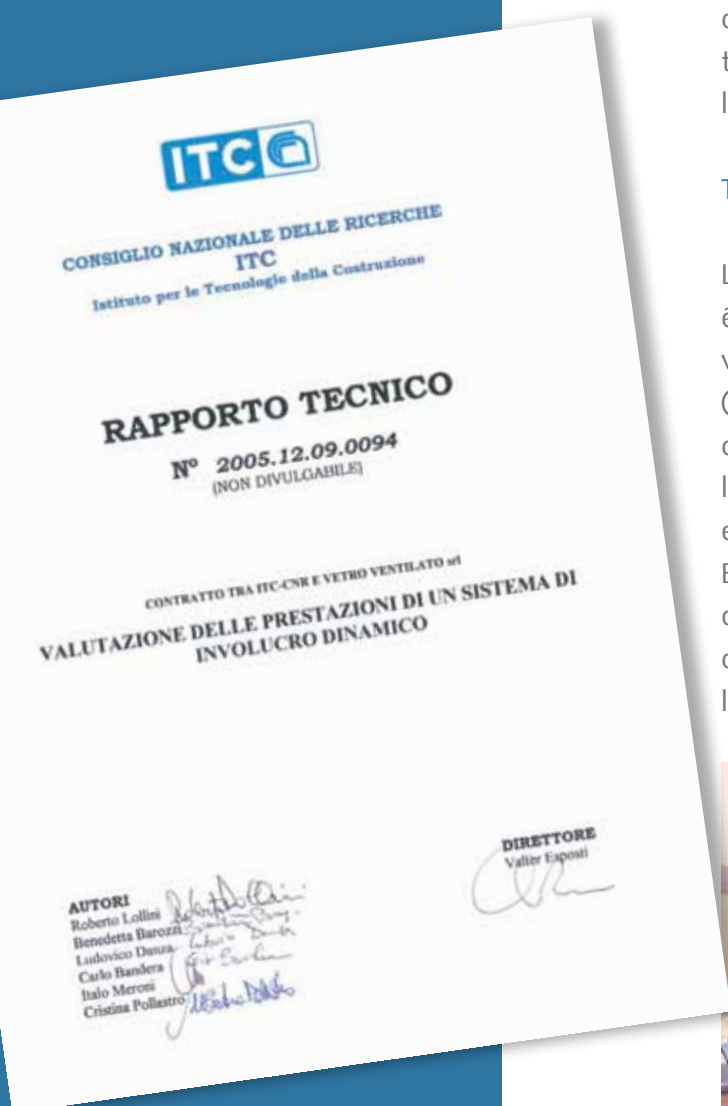 ITC
CONSIGLIO NAZIONALE DELLE RICERCHE
ITC
Istituto per le Tecnologie della Costruzione
RAPPORTO TECNICO
Nº 2005.12.09.0094
(NON DIVULGABILE)
CONTRATTO TRA ITC-CNR E VETRO VENTILATO srl
VALUTAZIONE DELLE PRESTAZIONI DI UN SISTEMA DI
INVOLUCRO DINAMICO
DIRETTORE
Valter Esposti
AUTORI
Roberto Lollini
Benedetta Barozzi
Ludovico Danza
Carlo Bandera
Italo Meroni
Cristina Pollastro